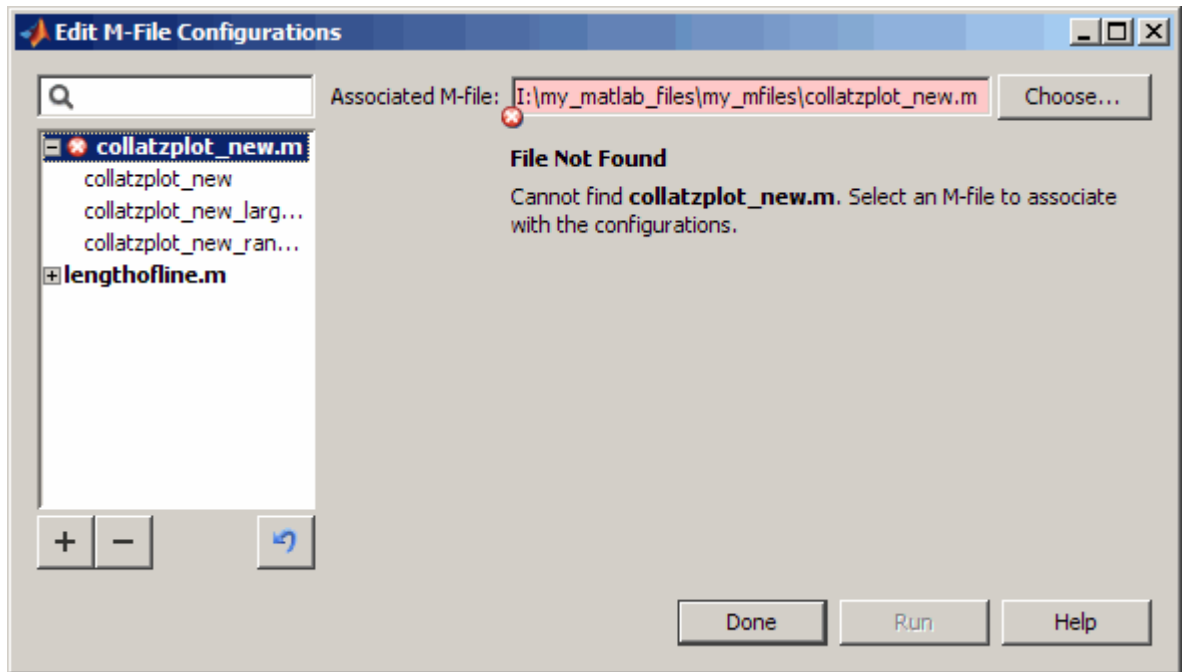 Edit M-File Configurations
Associated M-file: I:\my_matlab_files\my_mfiles\collatzplot_new.m Choose...
collatzplot_new.m
collatzplot_new
collatzplot_new_larg...
collatzplot_new_ran...
lengthofline.m
File Not Found
Cannot find collatzplot_new.m. Select an M-file to associate
with the configurations.
Done Run Help